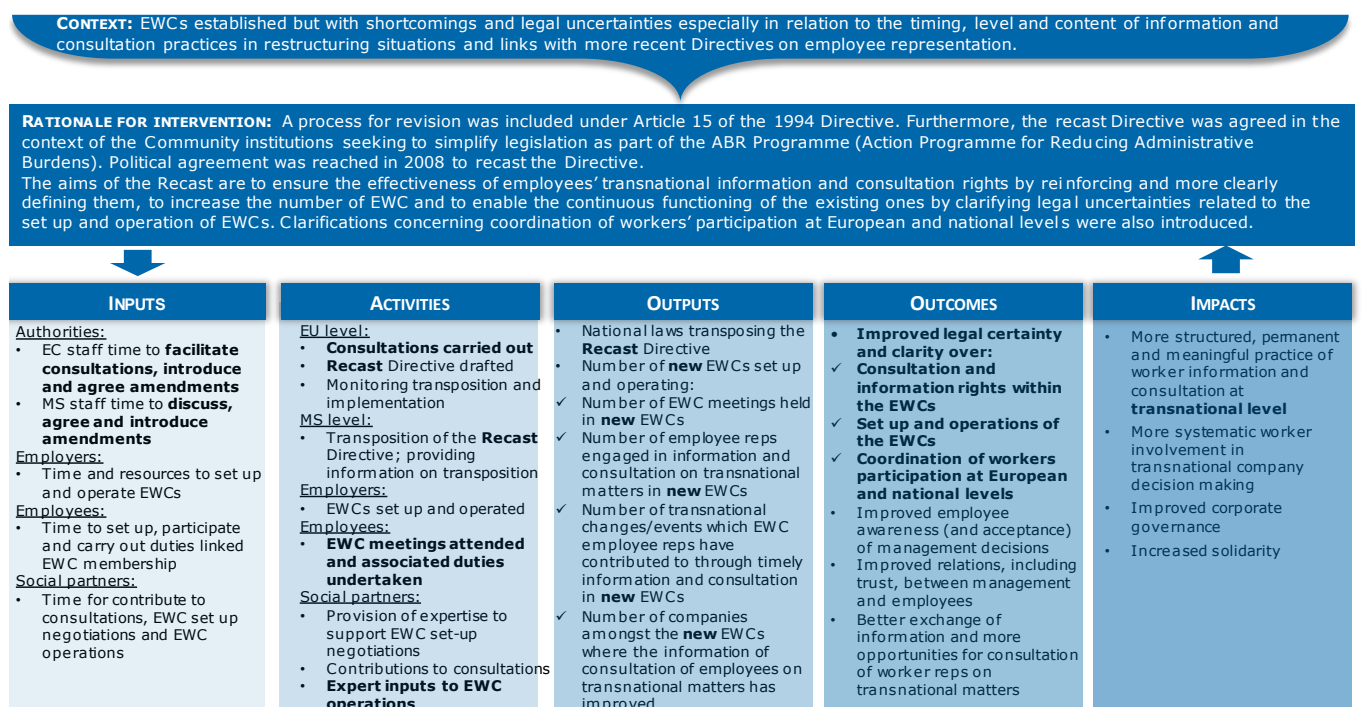 CONTEXT: EWCs established but with shortcomings and legal uncertainties especially in relation to the timing, level and content of information and
consultation practices in restructuring situations and links with more recent Directives on employee representation.
RATIONALE FOR INTERVENTION: A process for revision was included under Article 15 of the 1994 Directive. Furthermore, the recast Directive was agreed in the
context of the Community institutions seeking to simplify legislation as part of the ABR Programme (Action Programme for Reducing Administrative
Burdens). Political agreement was reached in 2008 to recast the Directive.
The aims of the Recast are to ensure the effectiveness of employees' transnational information and consultation rights by reinforcing and more clearly
defining them, to increase the number of EWC and to enable the continuous functioning of the existing ones by clarifying legal uncertainties related to the
set up and operation of EWCs. Clarifications concerning coordination of workers' participation at European and national levels were also introduced.
INPUTS
Authorities:
• EC staff time to facilitate
consultations, introduce
and agree amendments
• MS staff time to discuss,
agree and introduce
amendments
Employers:
• Time and resources to set up
and operate EWCs
Employees:
• Time to set up, participate
and carry out duties linked
EWC membership
Social partners:
• Time for contribute to
consultations, EWC set up
negotiations and EWC
operations
ACTIVITIES
EU level:
• Consultations carried out
• Recast Directive drafted
• Monitoring transposition and
implementation
MS level:
• Transposition of the Recast
Directive; providing
information on transposition
Employers:
• EWCs set up and operated
Employees:
• EWC meetings attended
and associated duties
undertaken
Social partners:
• Provision of expertise to
support EWC set-up
negotiations
• Contributions to consultations
• Expert inputs to EWC
operations
OUTPUTS
• National laws transposing the
Recast Directive
• Number of new EWCs set up
and operating:
✓ Number of EWC meetings held
in new EWCs
✓ Number of employee reps
engaged in information and
consultation on transnational
matters in new EWCs
✓ Number of transnational
changes/events which EWC
employee reps have
contributed to through timely
information and consultation
in new EWCs
✓ Number of companies
amongst the new EWCs
where the information of
consultation of employees on
transnational matters has
improved
OUTCOMES
• Improved legal certainty
and clarity over:
✓ Consultation and
information rights within
the EWCs
✓ Set up and operations of
the EWCs
✓ Coordination of workers
participation at European
and national levels
• Improved employee
awareness (and acceptance)
of management decisions
• Improved relations, including
trust, between management
and employees
• Better exchange of
information and more
opportunities for consultation
of worker reps on
transnational matters
IMPACTS
• More structured, permanent
and meaningful practice of
worker information and
consultation at
transnational level
• More systematic worker
involvement in
transnational company
decision making
• Improved corporate
governance
• Increased solidarity